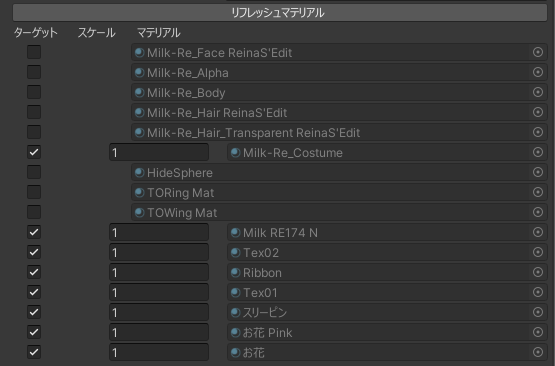 リフレッシュマテリアル
ターゲット スケール マテリアル
Milk-Re_Face ReinaS'Edit
Milk-Re_Alpha
Milk-Re_Body
Milk-Re_Hair ReinaS'Edit
Milk-Re_Hair_Transparent ReinaS'Edit
1 Milk-Re_Costume
HideSphere
TORing Mat
TOWing Mat
1 Milk RE174 N
1 Tex02
1 Ribbon
1 Tex01
1 スリーピン
1 お花 Pink
1 お花